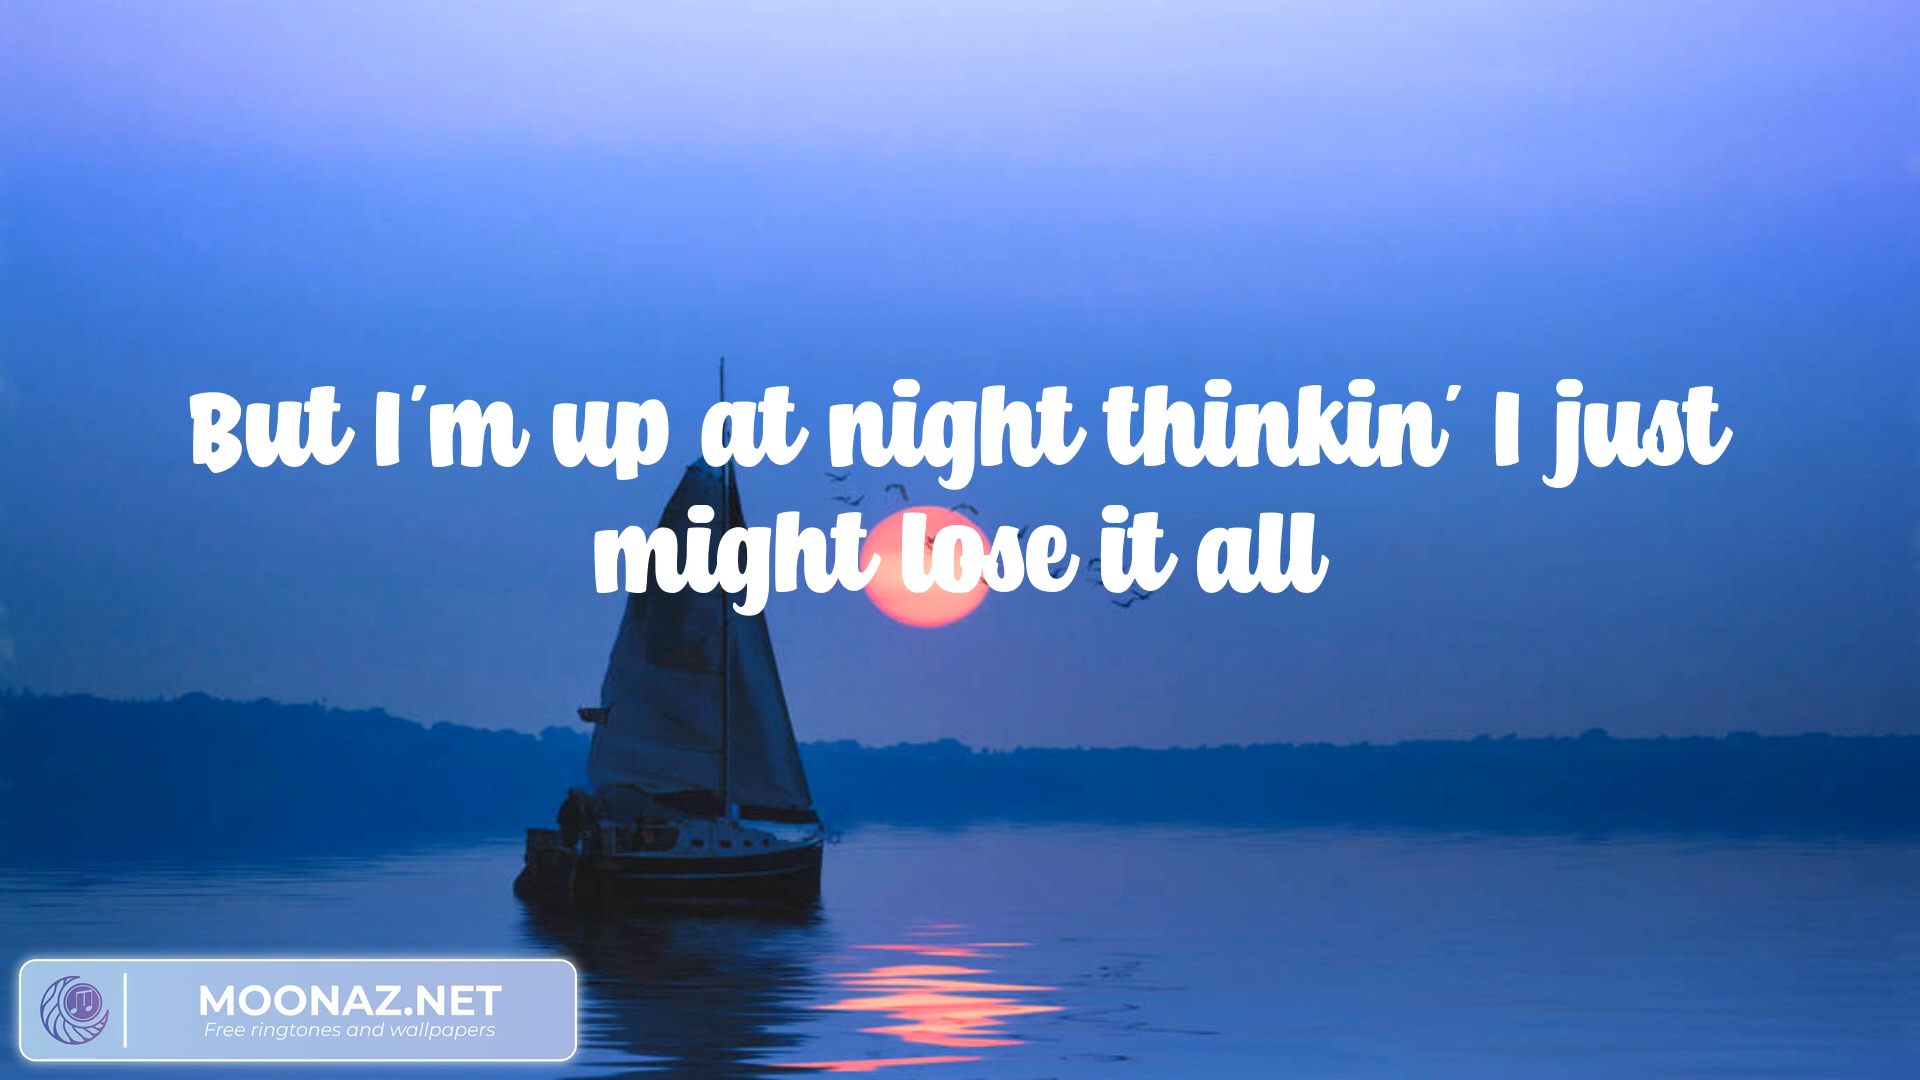 But I'm up at night thinkin' I just
might lose it all
MOONAZ.NET
Free ringtones and wallpapers